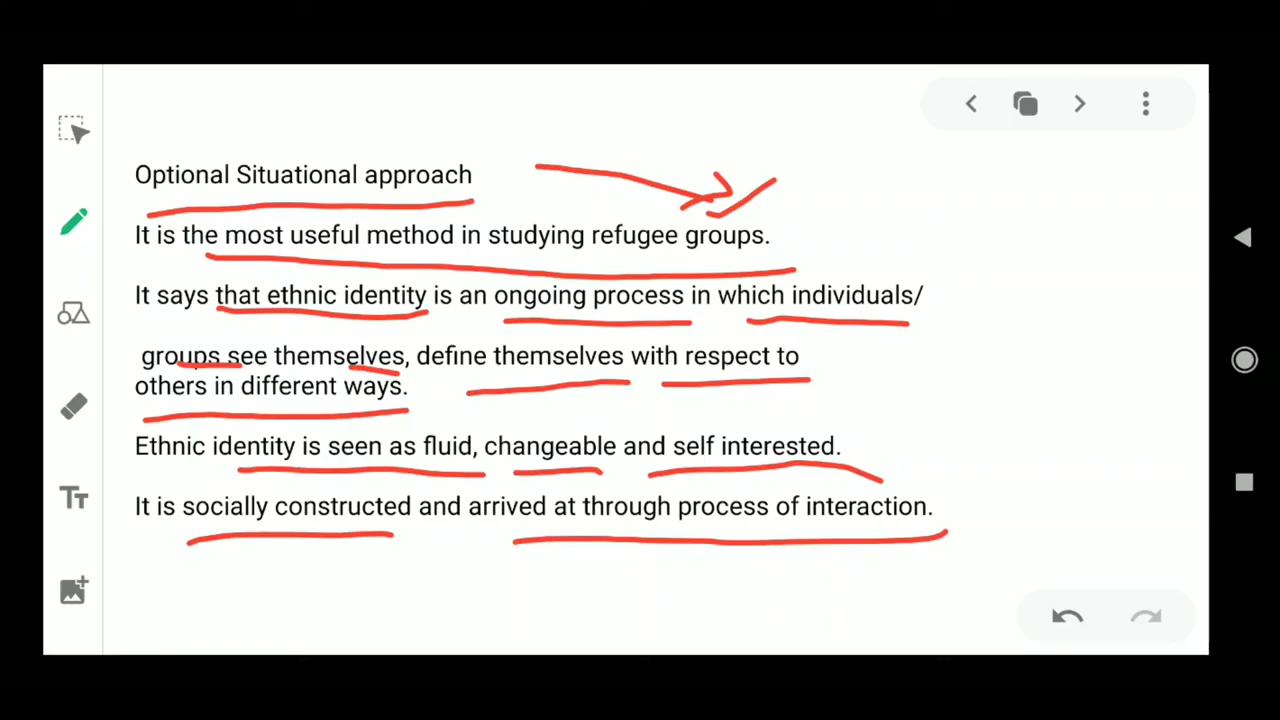 Optional Situational approach
It is the most useful method in studying refugee groups.
It says that ethnic identity is an ongoing process in which individuals/
groups see themselves, define themselves with respect to
others in different ways.
Ethnic identity is seen as fluid, changeable and self interested.
It is socially constructed and arrived at through process of interaction.
TT